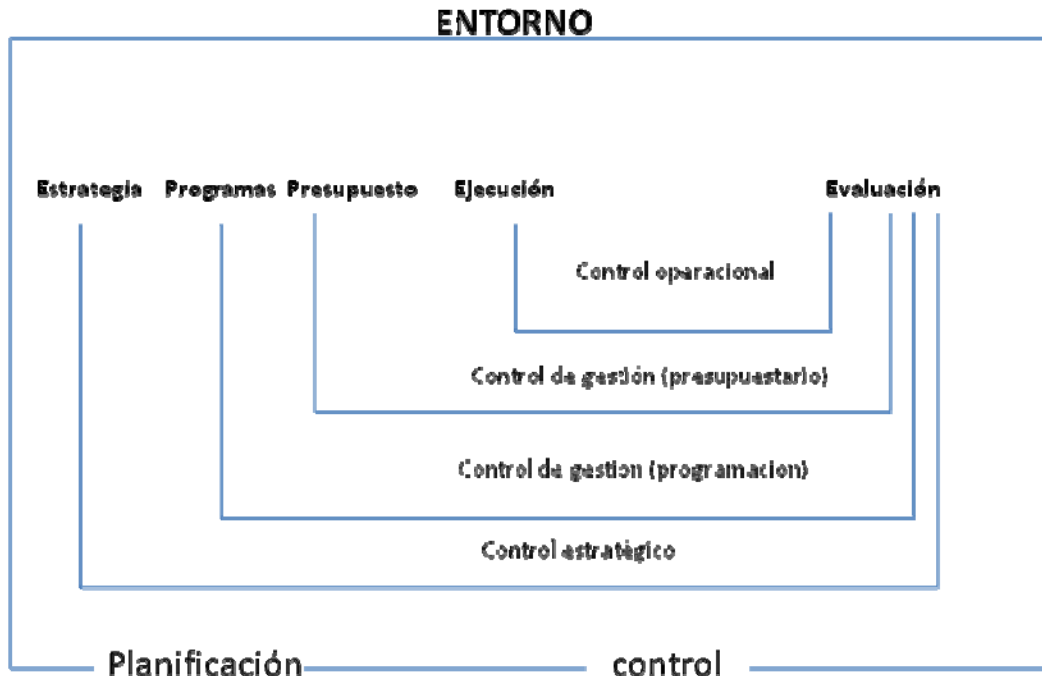 ENTORNO
Estrategia Programas Presupuesto Ejecución Evaluación
Control operacional
Control de gestión (presupuestario)
Control de gestion (programacion)
Control estratégico
Planificación control